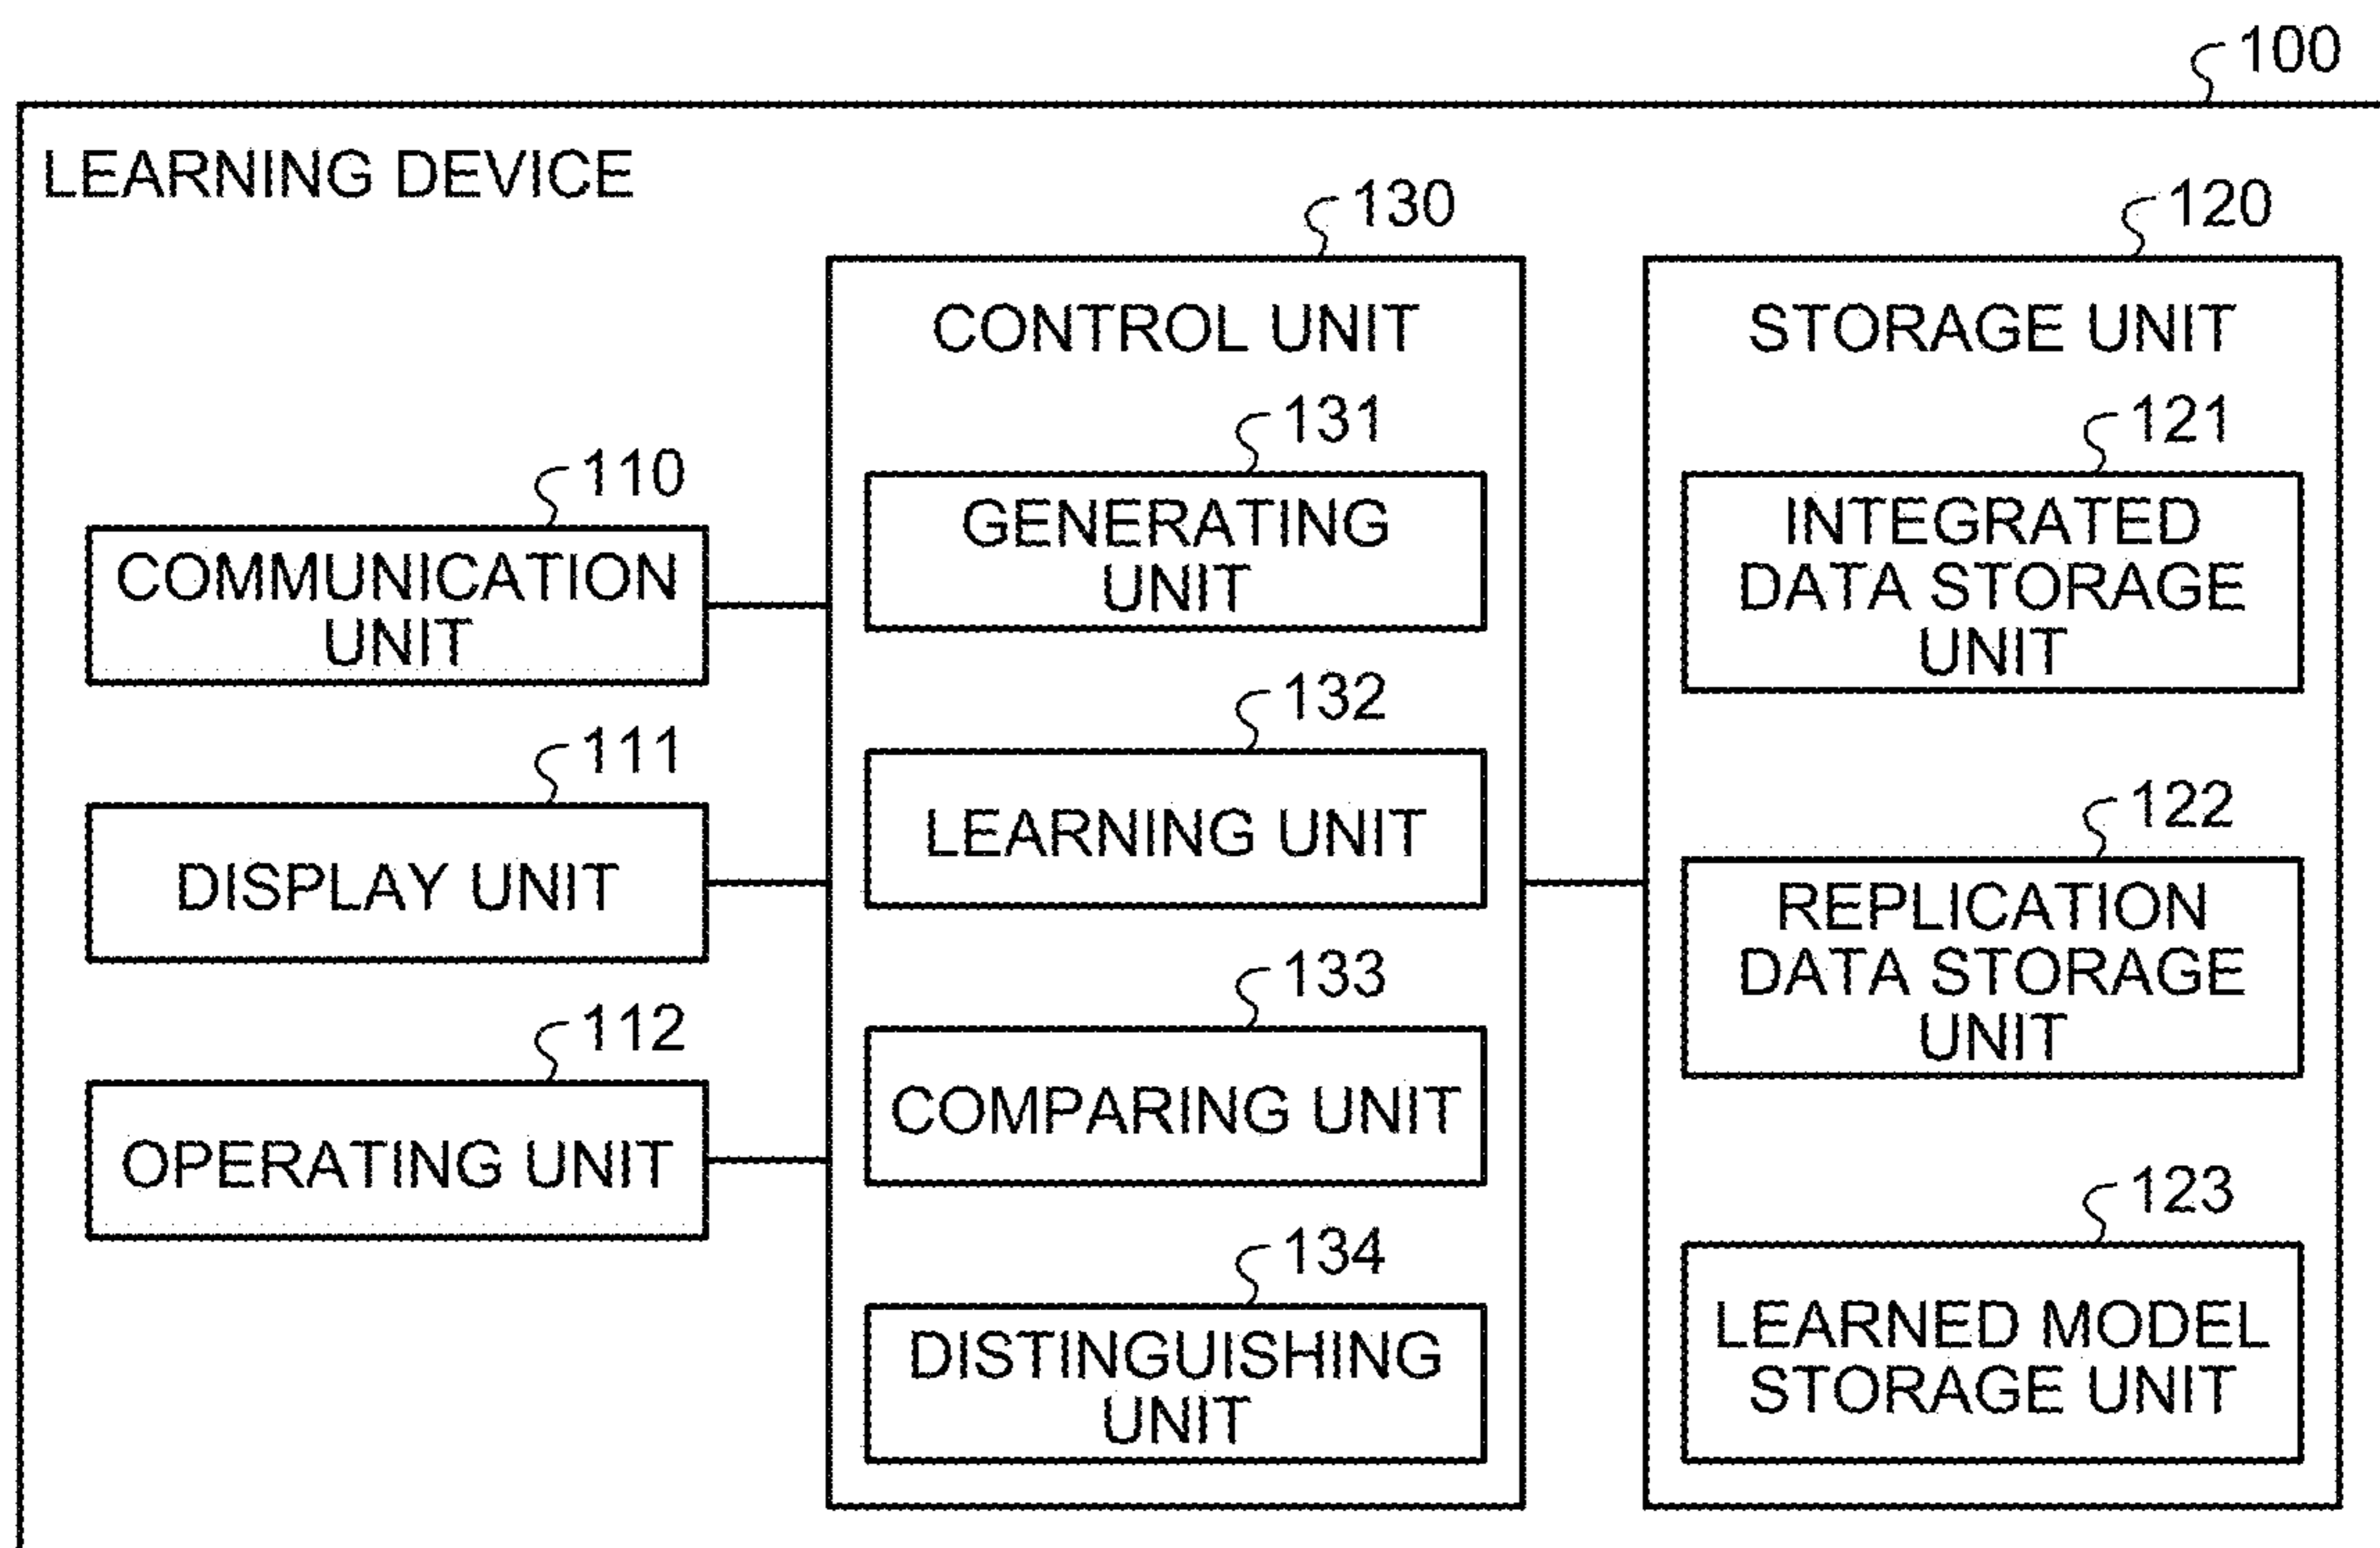 100
LEARNING DEVICE
130
CONTROL UNIT
131
GENERATING
UNIT
132
LEARNING UNIT
133
COMPARING UNIT
134
DISTINGUISHING
UNIT
110
COMMUNICATION
UNIT
111
DISPLAY UNIT
112
OPERATING UNIT
120
STORAGE UNIT
121
INTEGRATED
DATA STORAGE
UNIT
122
REPLICATION
DATA STORAGE
UNIT
123
LEARNED MODEL
STORAGE UNIT